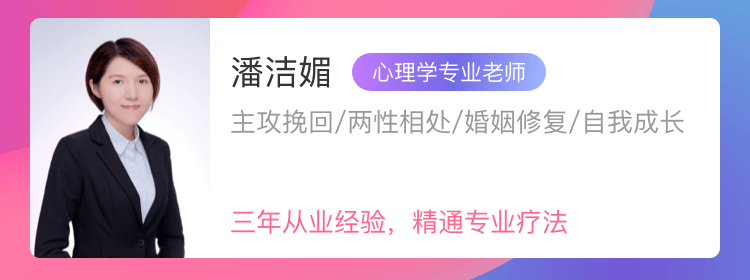 潘洁媚 心理学专业老师
主攻挽回/两性相处/婚姻修复/自我成长
三年从业经验，精通专业疗法